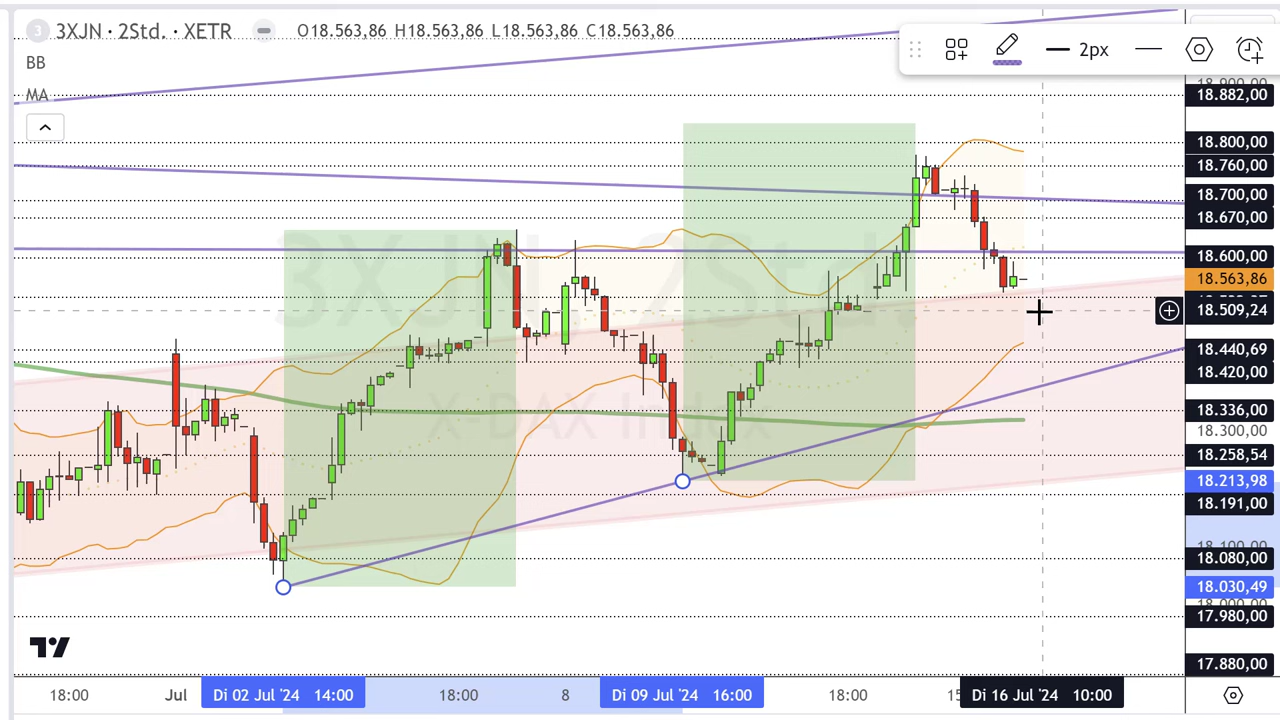 3 3XJN · 2Std. · XETR O18.563,86 H18.563,86 L18.563,86 C18.563,86
BB
MA
2px
3XJN, 2Std.
X-DAX Index
18.882,00
18.800,00
18.760,00
18.700,00
18.670,00
18.600,00
18.563,86
18.509,24
18.440,69
18.420,00
18.336,00
18.300,00
18.258,54
18.213,98
18.191,00
18.080,00
18.030,49
17.980,00
17.880,00
18:00 Jul Di 02 Jul '24 14:00 18:00 8 Di 09 Jul '24 16:00 18:00 Di 16 Jul '24 10:00